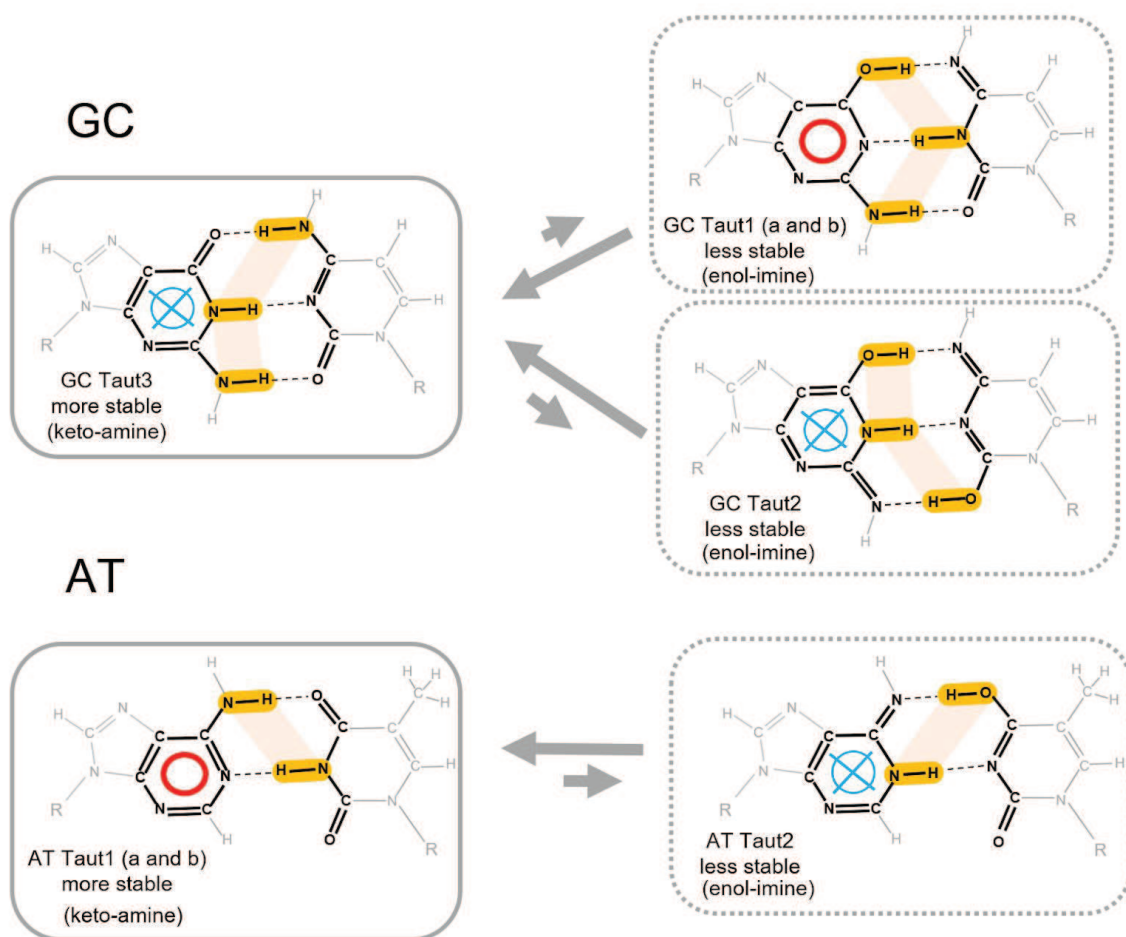 GC
GC Taut3
more stable
(keto-amine)
GC Taut1 (a and b)
less stable
(enol-imine)
GC Taut2
less stable
(enol-imine)
AT
AT Taut1 (a and b)
more stable
(keto-amine)
AT Taut2
less stable
(enol-imine)